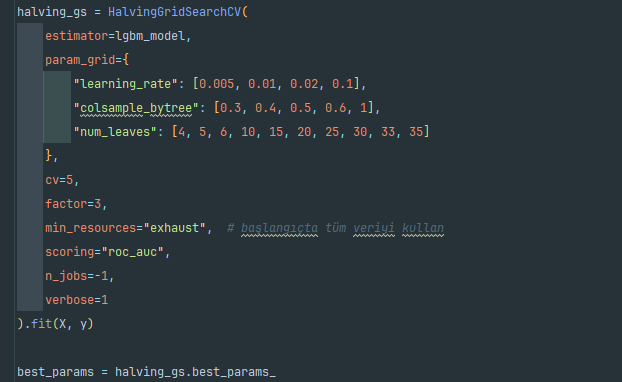 halving_gs = HalvingGridSearchCV(
    estimator=lgbm_model,
    param_grid={
        "learning_rate": [0.005, 0.01, 0.02, 0.1],
        "colsample_bytree": [0.3, 0.4, 0.5, 0.6, 1],
        "num_leaves": [4, 5, 6, 10, 15, 20, 25, 30, 33, 35]
    },
    cv=5,
    factor=3,
    min_resources="exhaust",  # başlangıçta tüm veriyi kullan
    scoring="roc_auc",
    n_jobs=-1,
    verbose=1
).fit(X, y)
best_params = halving_gs.best_params_